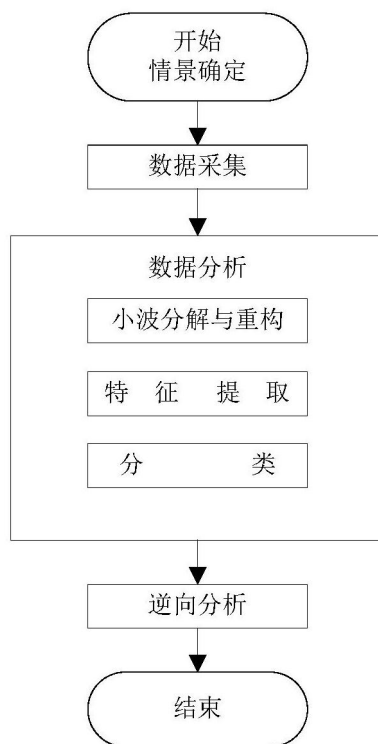 开始
情景确定
数据采集
数据分析
小波分解与重构
特 征 提 取
分 类
逆向分析
结束